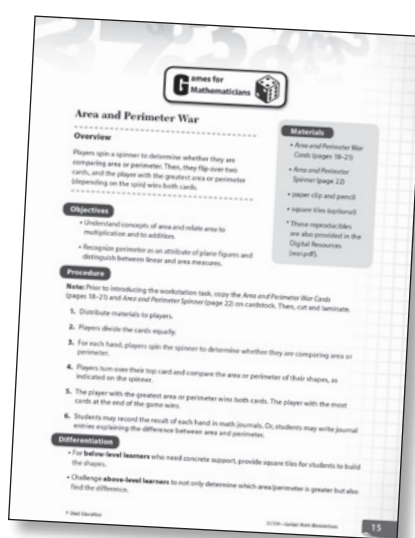 Games for
Mathematicians
Area and Perimeter War
Overview
Players spin a spinner to determine whether they are
comparing area or perimeter. Then, they flip over two
cards, and the player with the greatest area or perimeter
(depending on the spin) wins both cards.
Materials
• Area and Perimeter War
Cards (pages 18–21)
• Area and Perimeter
Spinner (page 22)
• paper clip and pencil
• square tiles (optional)
* These reproducibles
are also provided in the
Digital Resources
(war.pdf).
Objectives
• Understand concepts of area and relate area to
multiplication and to addition.
• Recognize perimeter as an attribute of plane figures and
distinguish between linear and area measures.
Procedure
Note: Prior to introducing the workstation task, copy the Area and Perimeter War Cards
(pages 18–21) and Area and Perimeter Spinner (page 22) on cardstock. Then, cut and laminate.
1. Distribute materials to players.
2. Players divide the cards equally.
3. For each hand, players spin the spinner to determine whether they are comparing area or
perimeter.
4. Players turn over their top card and compare the area or perimeter of their shapes, as
indicated on the spinner.
5. The player with the greatest area or perimeter wins both cards. The player with the most
cards at the end of the game wins.
6. Students may record the result of each hand in math journals. Or, students may write journal
entries explaining the difference between area and perimeter.
Differentiation
• For below-level learners who need concrete support, provide square tiles for students to build
the shapes.
• Challenge above-level learners to not only determine which area/perimeter is greater but also
find the difference.
© Shell Education
15